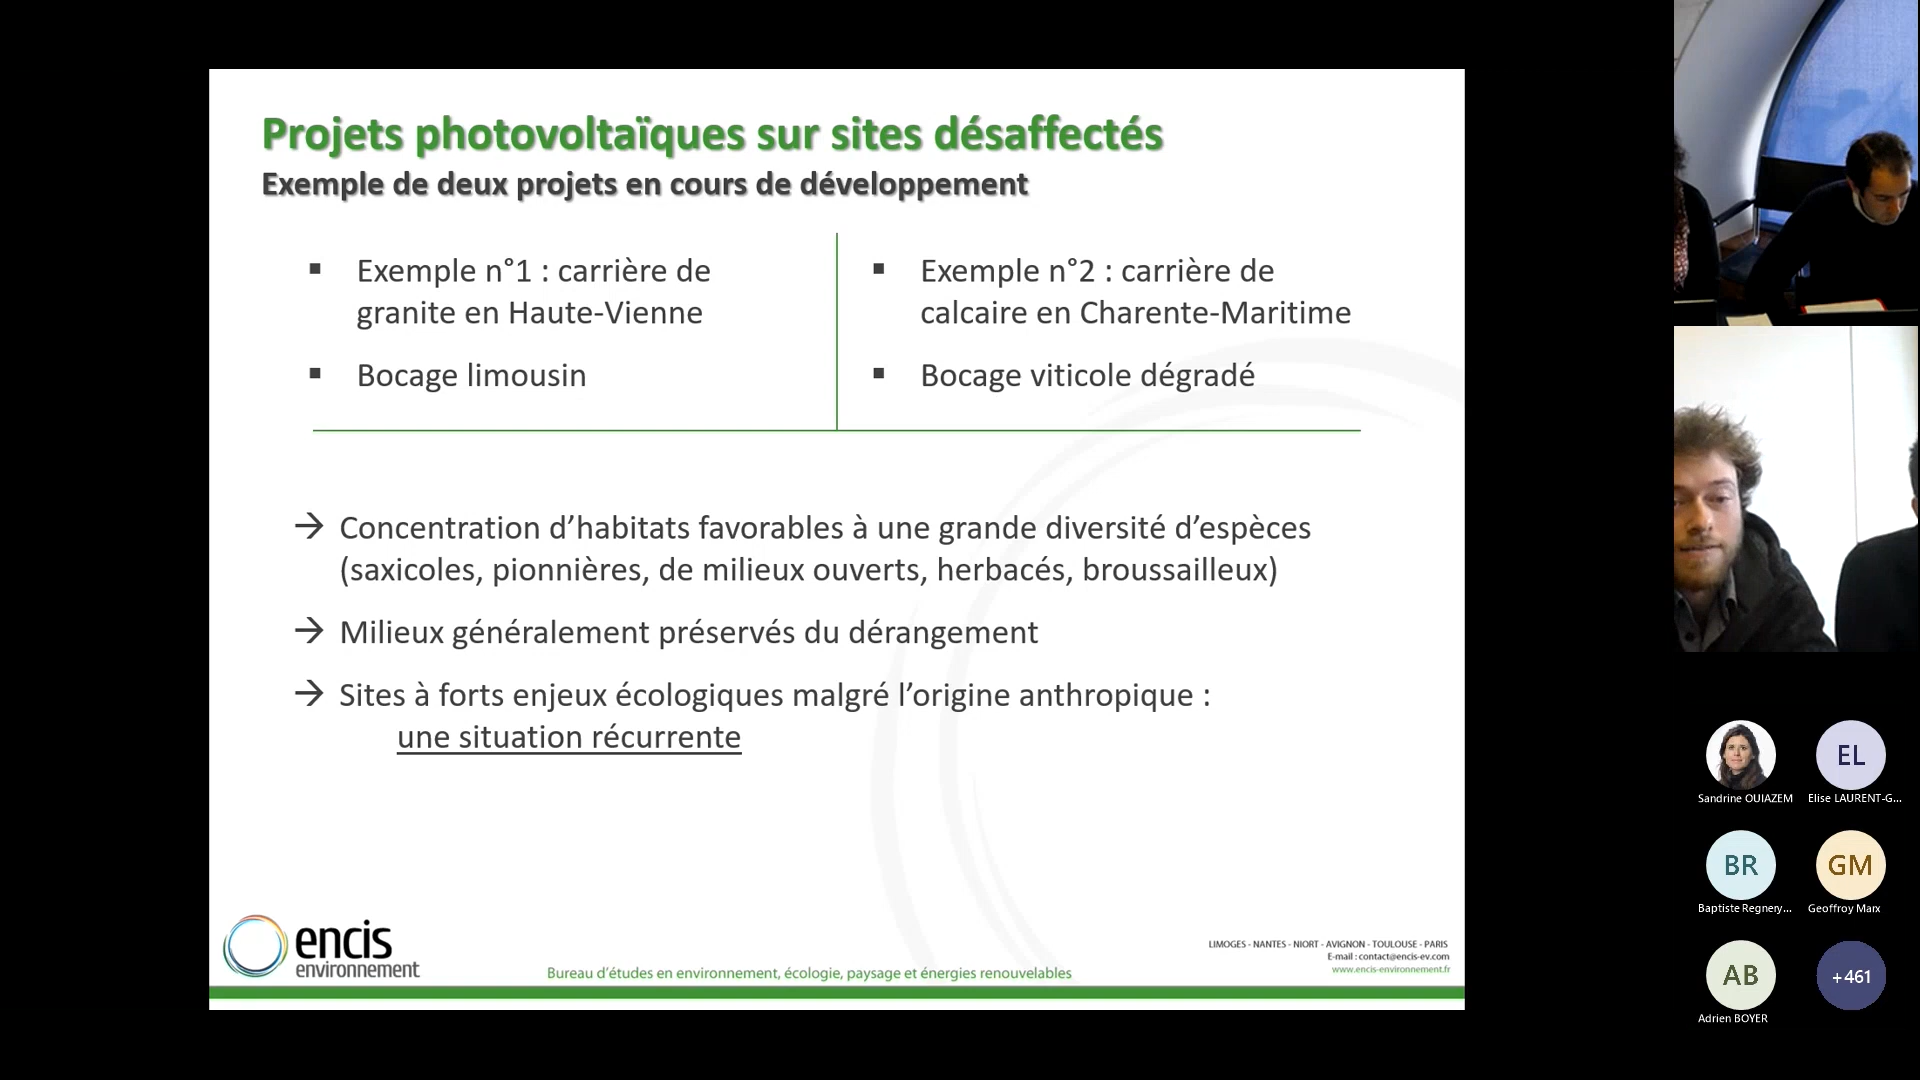 Projets photovoltaïques sur sites désaffectés
Exemple de deux projets en cours de développement
▪ Exemple n°1 : carrière de
granite en Haute-Vienne
▪ Bocage limousin
▪ Exemple n°2 : carrière de
calcaire en Charente-Maritime
▪ Bocage viticole dégradé
→ Concentration d’habitats favorables à une grande diversité d’espèces
(saxicoles, pionnières, de milieux ouverts, herbacés, broussailleux)
→ Milieux généralement préservés du dérangement
→ Sites à forts enjeux écologiques malgré l’origine anthropique :
une situation récurrente
encis
environnement
Bureau d’études en environnement, écologie, paysage et énergies renouvelables
LIMOGES - NANTES - NIORT - AVIGNON - TOULOUSE - PARIS
E-mail : contact@encis-ev.com
www.encis-environnement.fr
Sandrine OUIAZEM
EL
Elise LAURENT-G...
BR
Baptiste Regnery...
GM
Geoffroy Marx
AB
Adrien BOYER
+461